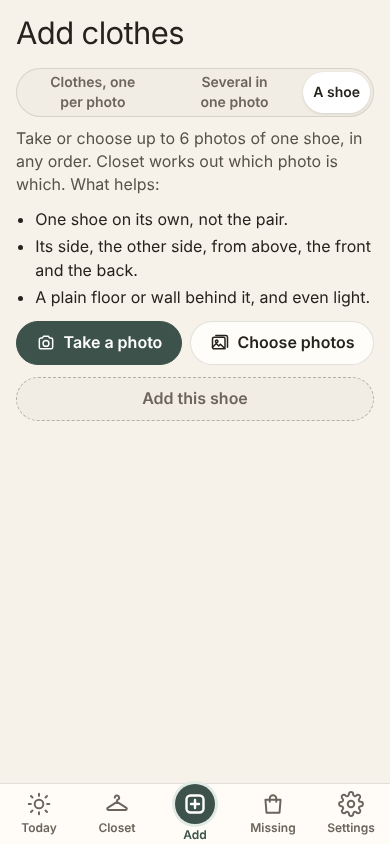 Add clothes
Clothes, one
per photo
Several in
one photo
A shoe
Take or choose up to 6 photos of one shoe, in
any order. Closet works out which photo is
which. What helps:
• One shoe on its own, not the pair.
• Its side, the other side, from above, the front
and the back.
• A plain floor or wall behind it, and even light.
Take a photo
Choose photos
Add this shoe
Today
Closet
Add
Missing
Settings